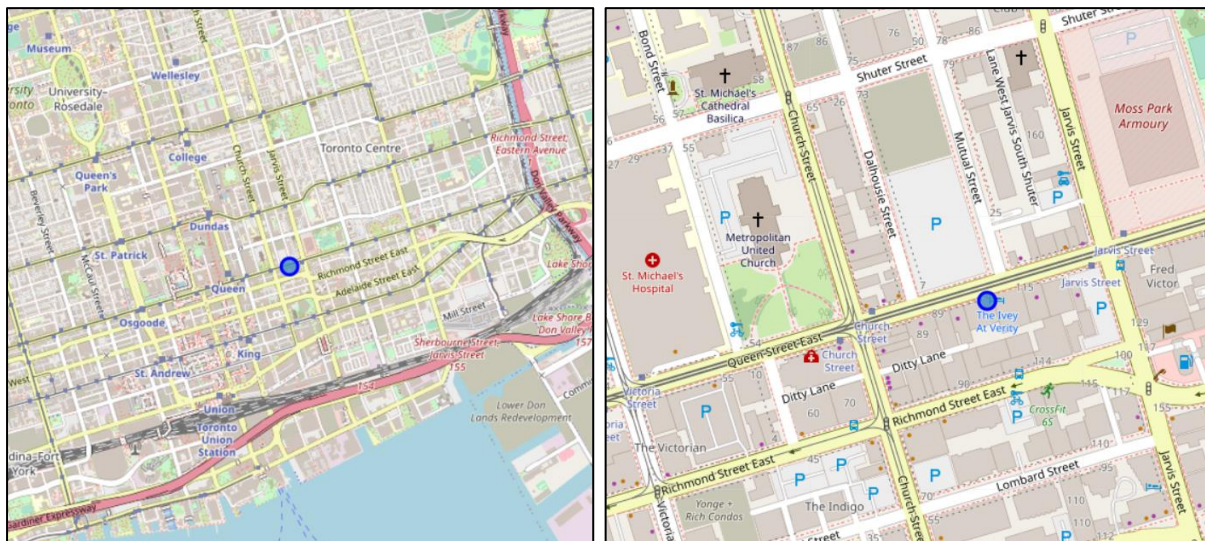 Museum
Wellesley
University–
Rosedale
College
Toronto Centre
Church Street
Jarvis Street
Queen's
Park
Beverley Street
McCaul Street
St. Patrick
Dundas
Richmond Street,
Eastern Avenue
Don Valley Parkway
Richmond Street East
Adelaide Street East
Queen
Osgoode
King
St. Andrew
Mill Street
Sherbourne Street,
Jarvis Street
155
154
157
Union
Toronto
Union
Station
Lower Don
Lands Redevelopment
Gardiner Expressway
Bond Street
St. Michael's
Cathedral
Basilica
Shuter Street
Shuter Street
Lane West Jarvis South Shuter
Jarvis Street
Moss Park
Armoury
Church Street
Dalhousie Street
Mutual Street
Metropolitan
United
Church
St. Michael's
Hospital
Jarvis Street
Jarvis Street
Fred
Victor
The Ivey
At Verity
Church
Street
Queen Street East
Church
Street
Ditty Lane
Ditty Lane
Victoria
Street
Richmond Street East
CrossFit
6S
The Victorian
Richmond Street East
Lombard Street
Yonge +
Rich Condos
The Indigo
Church Street
Jarvis Street